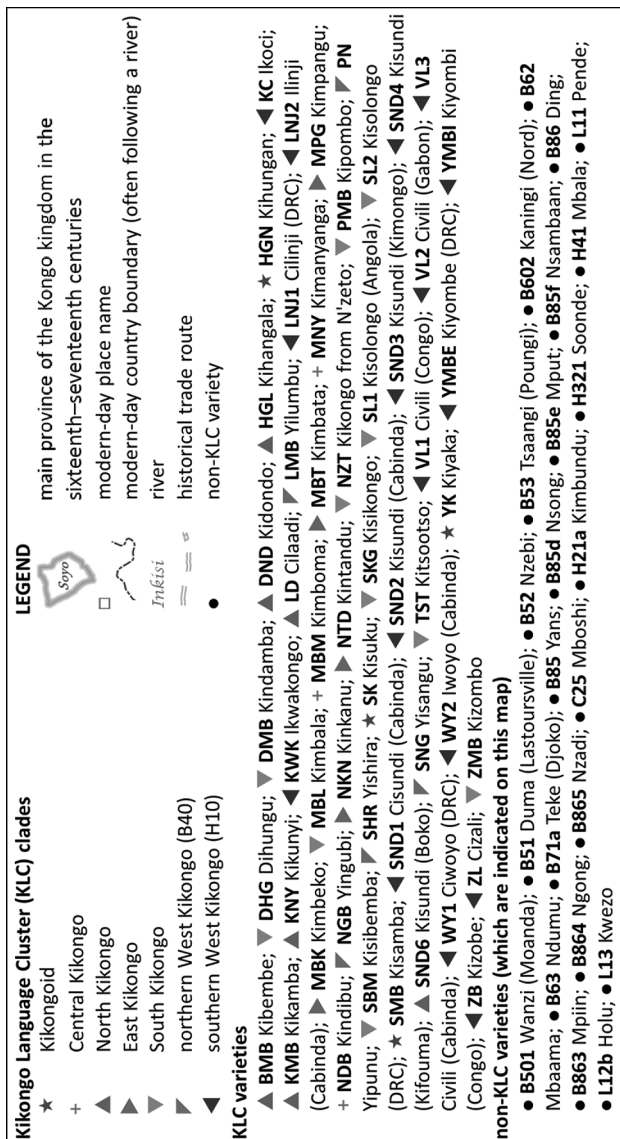 Kikongo Language Cluster (KLC) clades
Kikongoid
Central Kikongo
North Kikongo
East Kikongo
South Kikongo
northern West Kikongo (B40)
southern West Kikongo (H10)
LEGEND
Soyo main province of the Kongo kingdom in the
sixteenth–seventeenth centuries
modern-day place name
modern-day country boundary (often following a river)
Inkisi river
historical trade route
non-KLC variety
KLC varieties
BMB Kibembe; DHG Dihungu; DMB Kindamba; DND Kidondo; HGL Kihangala; HGN Kihungan; KC Ikoci;
KMB Kikamba; KNY Kikunyi; KWK Ikwakongo; LD Cilaadi; LMB Yilumbu; LNJ1 Cilinji (DRC); LNJ2 Ilinji
(Cabinda); MBK Kimbeko; MBL Kimbala; MBM Kimboma; MBT Kimbata; MNY Kimanyanga; MPG Kimpangu;
NDB Kindibu; NGB Yingubi; NKN Kinkanu; NTD Kintandu; NZT Kikongo from N'zeto; PMB Kipombo; PN
Yipunu; SBM Kisibemba; SHR Yishira; SK Kisuku; SKG Kisikongo; SL1 Kisolongo (Angola); SL2 Kisolongo
(DRC); SMB Kisamba; SND1 Cisundi (Cabinda); SND2 Kisundi (Cabinda); SND3 Kisundi (Kimongo); SND4 Kisundi
(Kifouma); SND6 Kisundi (Boko); SNG Yisangu; TST Kitsootso; VL1 Civili (Congo); VL2 Civili (Gabon); VL3
Civili (Cabinda); WY1 Ciwoyo (DRC); WY2 Iwoyo (Cabinda); YK Kiyaka; YMBE Kiyombe (DRC); YMBI Kiyombi
(Congo); ZB Kizobe; ZL Cizali; ZMB Kizombo
non-KLC varieties (which are indicated on this map)
● B501 Wanzi (Moanda); ● B51 Duma (Lastoursville); ● B52 Nzebi; ● B53 Tsaangi (Poungi); ● B602 Kaningi (Nord); ● B62
Mbaama; ● B63 Ndumu; ● B71a Teke (Djoko); ● B85 Yans; ● B85d Nsong; ● B85e Mput; ● B85f Nsambaan; ● B86 Ding;
● B863 Mpiin; ● B864 Ngong; ● B865 Nzadi; ● C25 Mboshi; ● H21a Kimbundu; ● H321 Soonde; ● H41 Mbala; ● L11 Pende;
● L12b Holu; ● L13 Kwezo